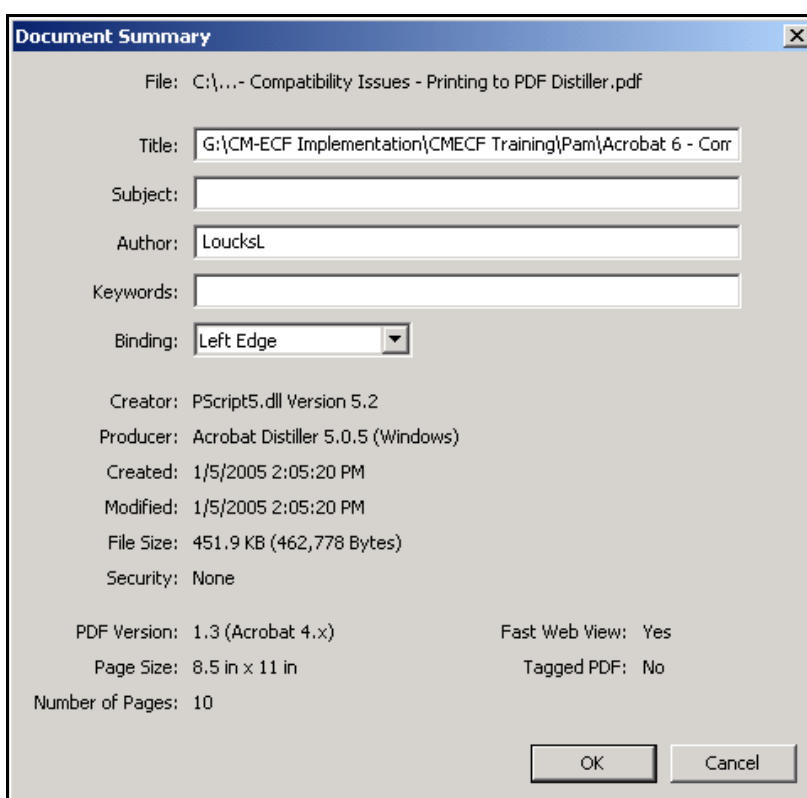 Document Summary
File: C:\...- Compatibility Issues - Printing to PDF Distiller.pdf
Title: G:\CM-ECF Implementation\CMECF Training\Pam\Acrobat 6 - Com
Subject:
Author: LoucksL
Keywords:
Binding: Left Edge
Creator: PScript5.dll Version 5.2
Producer: Acrobat Distiller 5.0.5 (Windows)
Created: 1/5/2005 2:05:20 PM
Modified: 1/5/2005 2:05:20 PM
File Size: 451.9 KB (462,778 Bytes)
Security: None
PDF Version: 1.3 (Acrobat 4.x) Fast Web View: Yes
Page Size: 8.5 in x 11 in Tagged PDF: No
Number of Pages: 10
OK Cancel